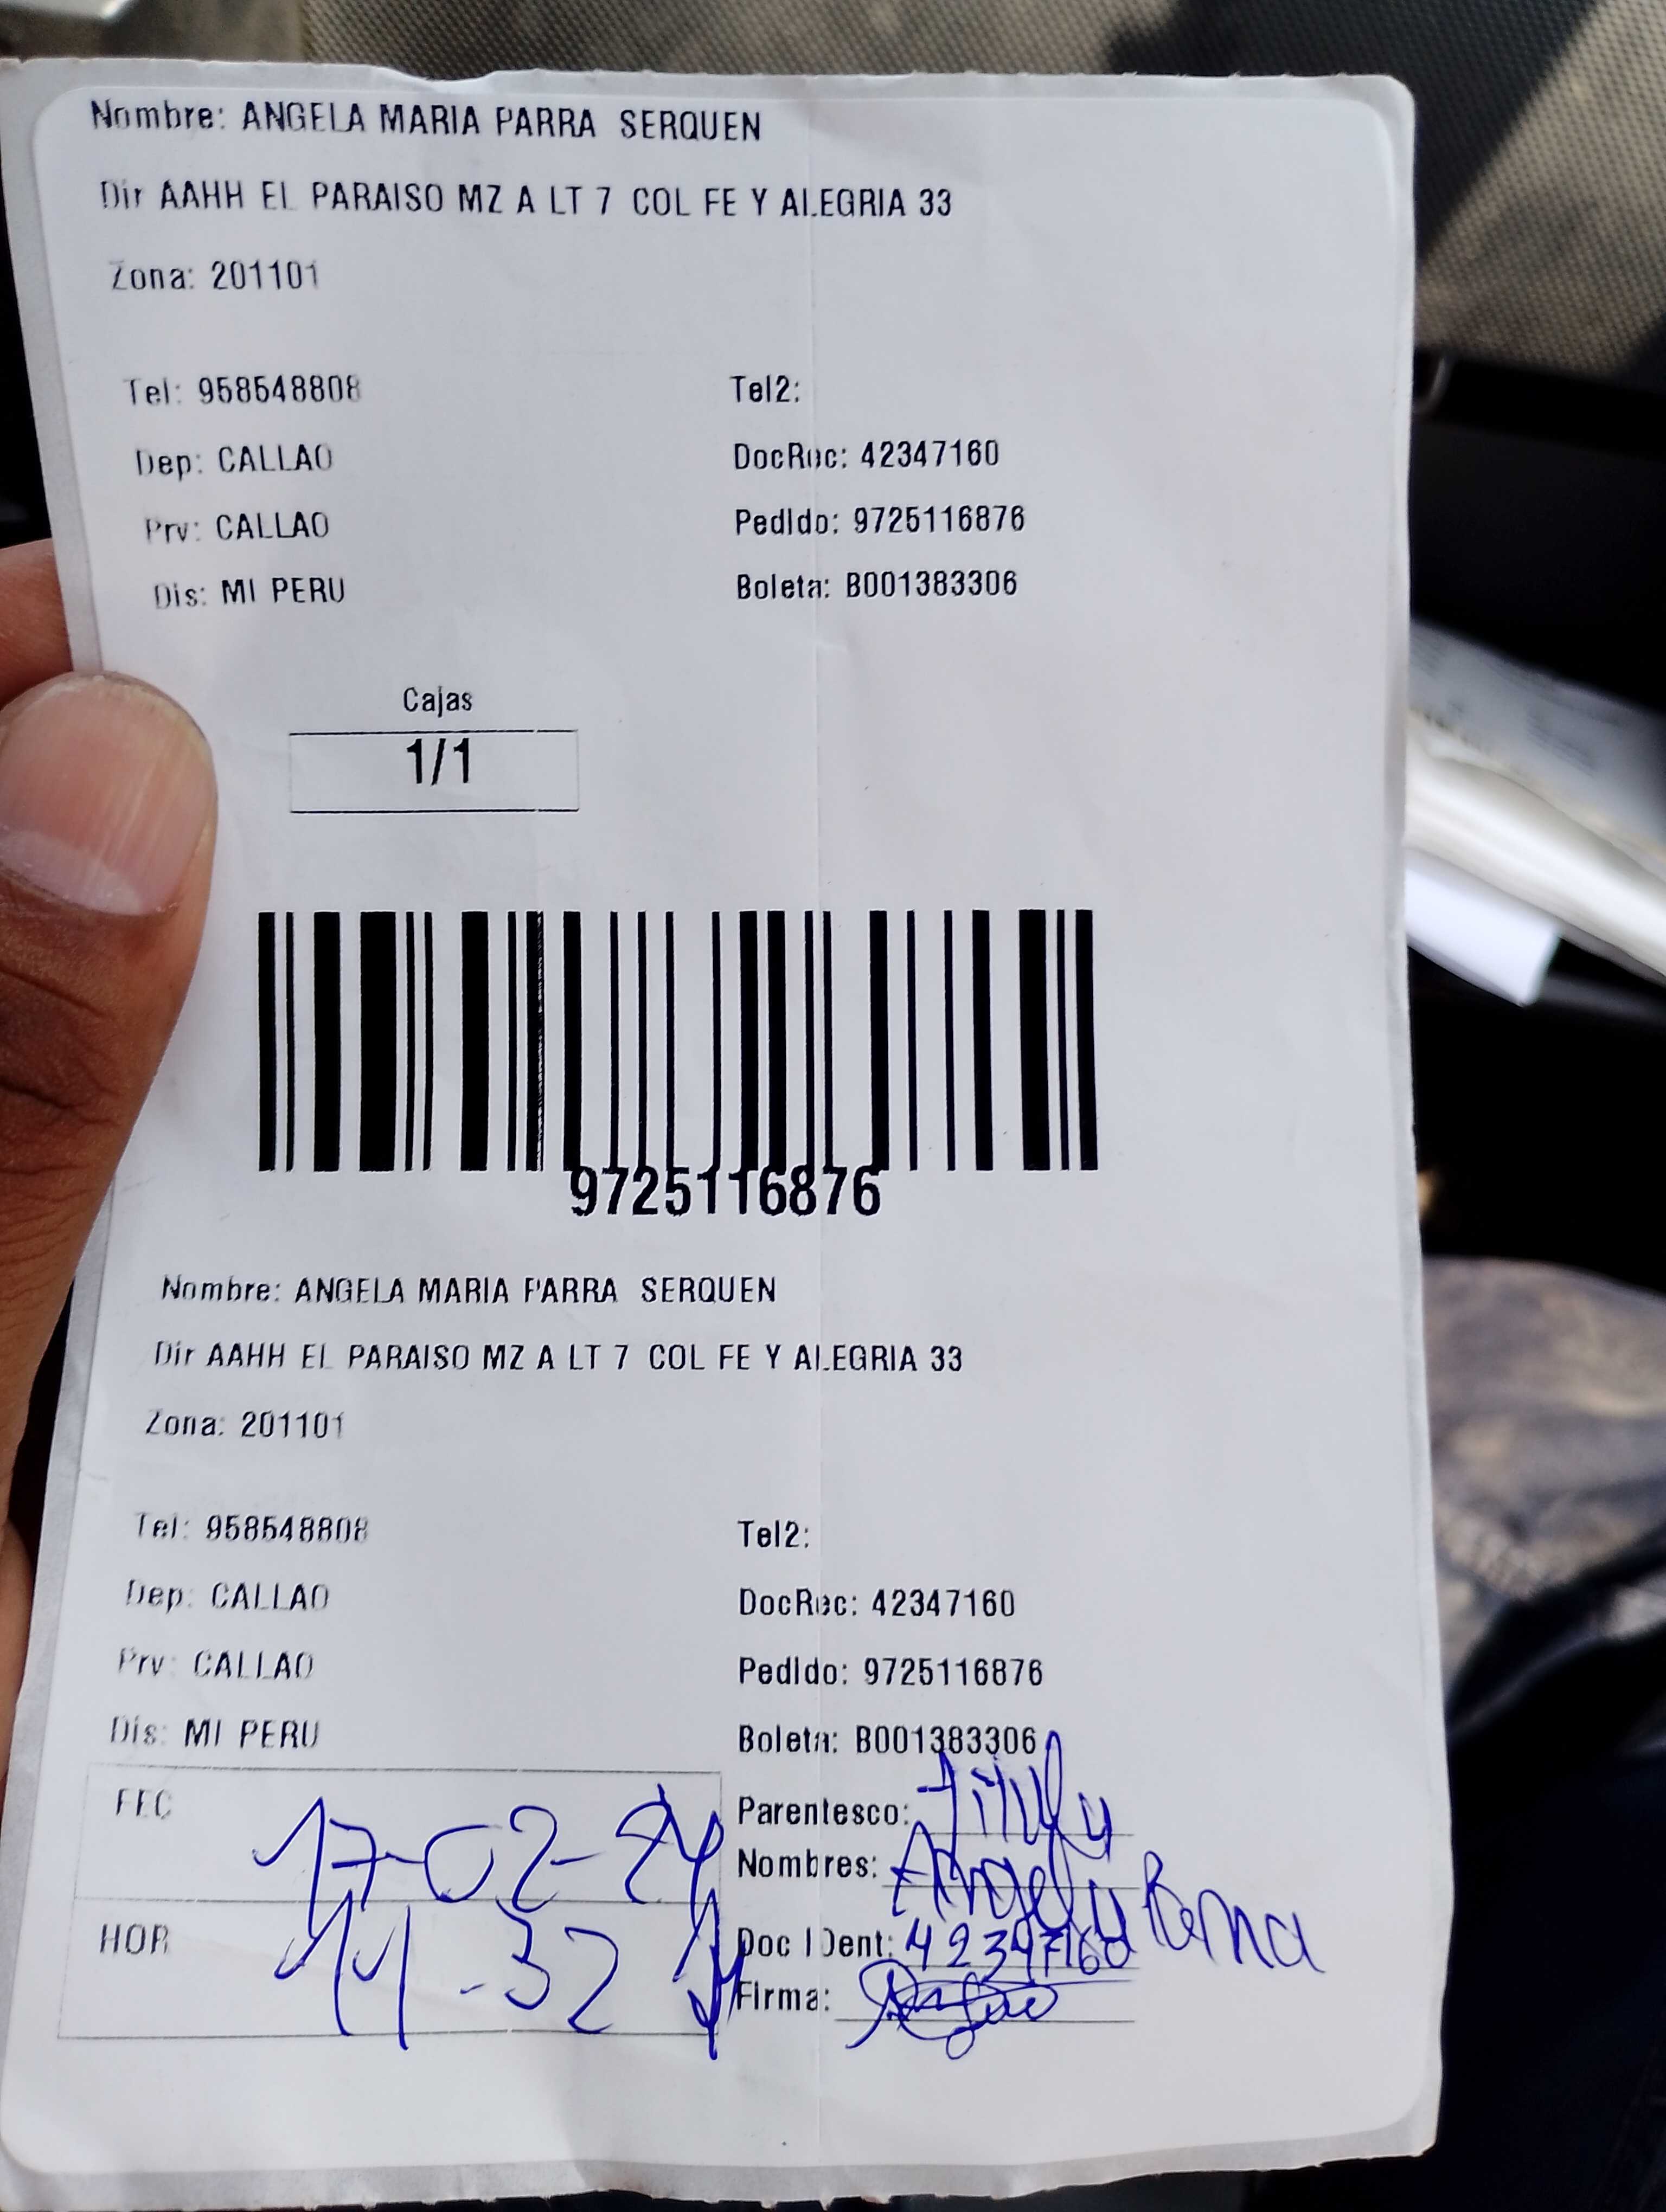 Nombre: ANGELA MARIA PARRA SERQUEN
Dir AAHH EL PARAISO MZ A LT 7 COL FE Y ALEGRIA 33
Zona: 201101
Tel: 958548808 Tel2:
Dep: CALLAO DocRec: 42347160
Prv: CALLAO PedIdo: 9725116876
Dis: MI PERU Boleta: B001383306
Cajas
1/1
9725116876
Nombre: ANGELA MARIA PARRA SERQUEN
Dir AAHH EL PARAISO MZ A LT 7 COL FE Y ALEGRIA 33
Zona: 201101
Tel: 958548808 Tel2:
Dep: CALLAO DocRec: 42347160
Prv: CALLAO PedIdo: 9725116876
Dis: MI PERU Boleta: B001383306
FEC 17-02-24 Parentesco:
Nombres: Angela
HOR 14-32 Doc IDent: 42347160
Firma: